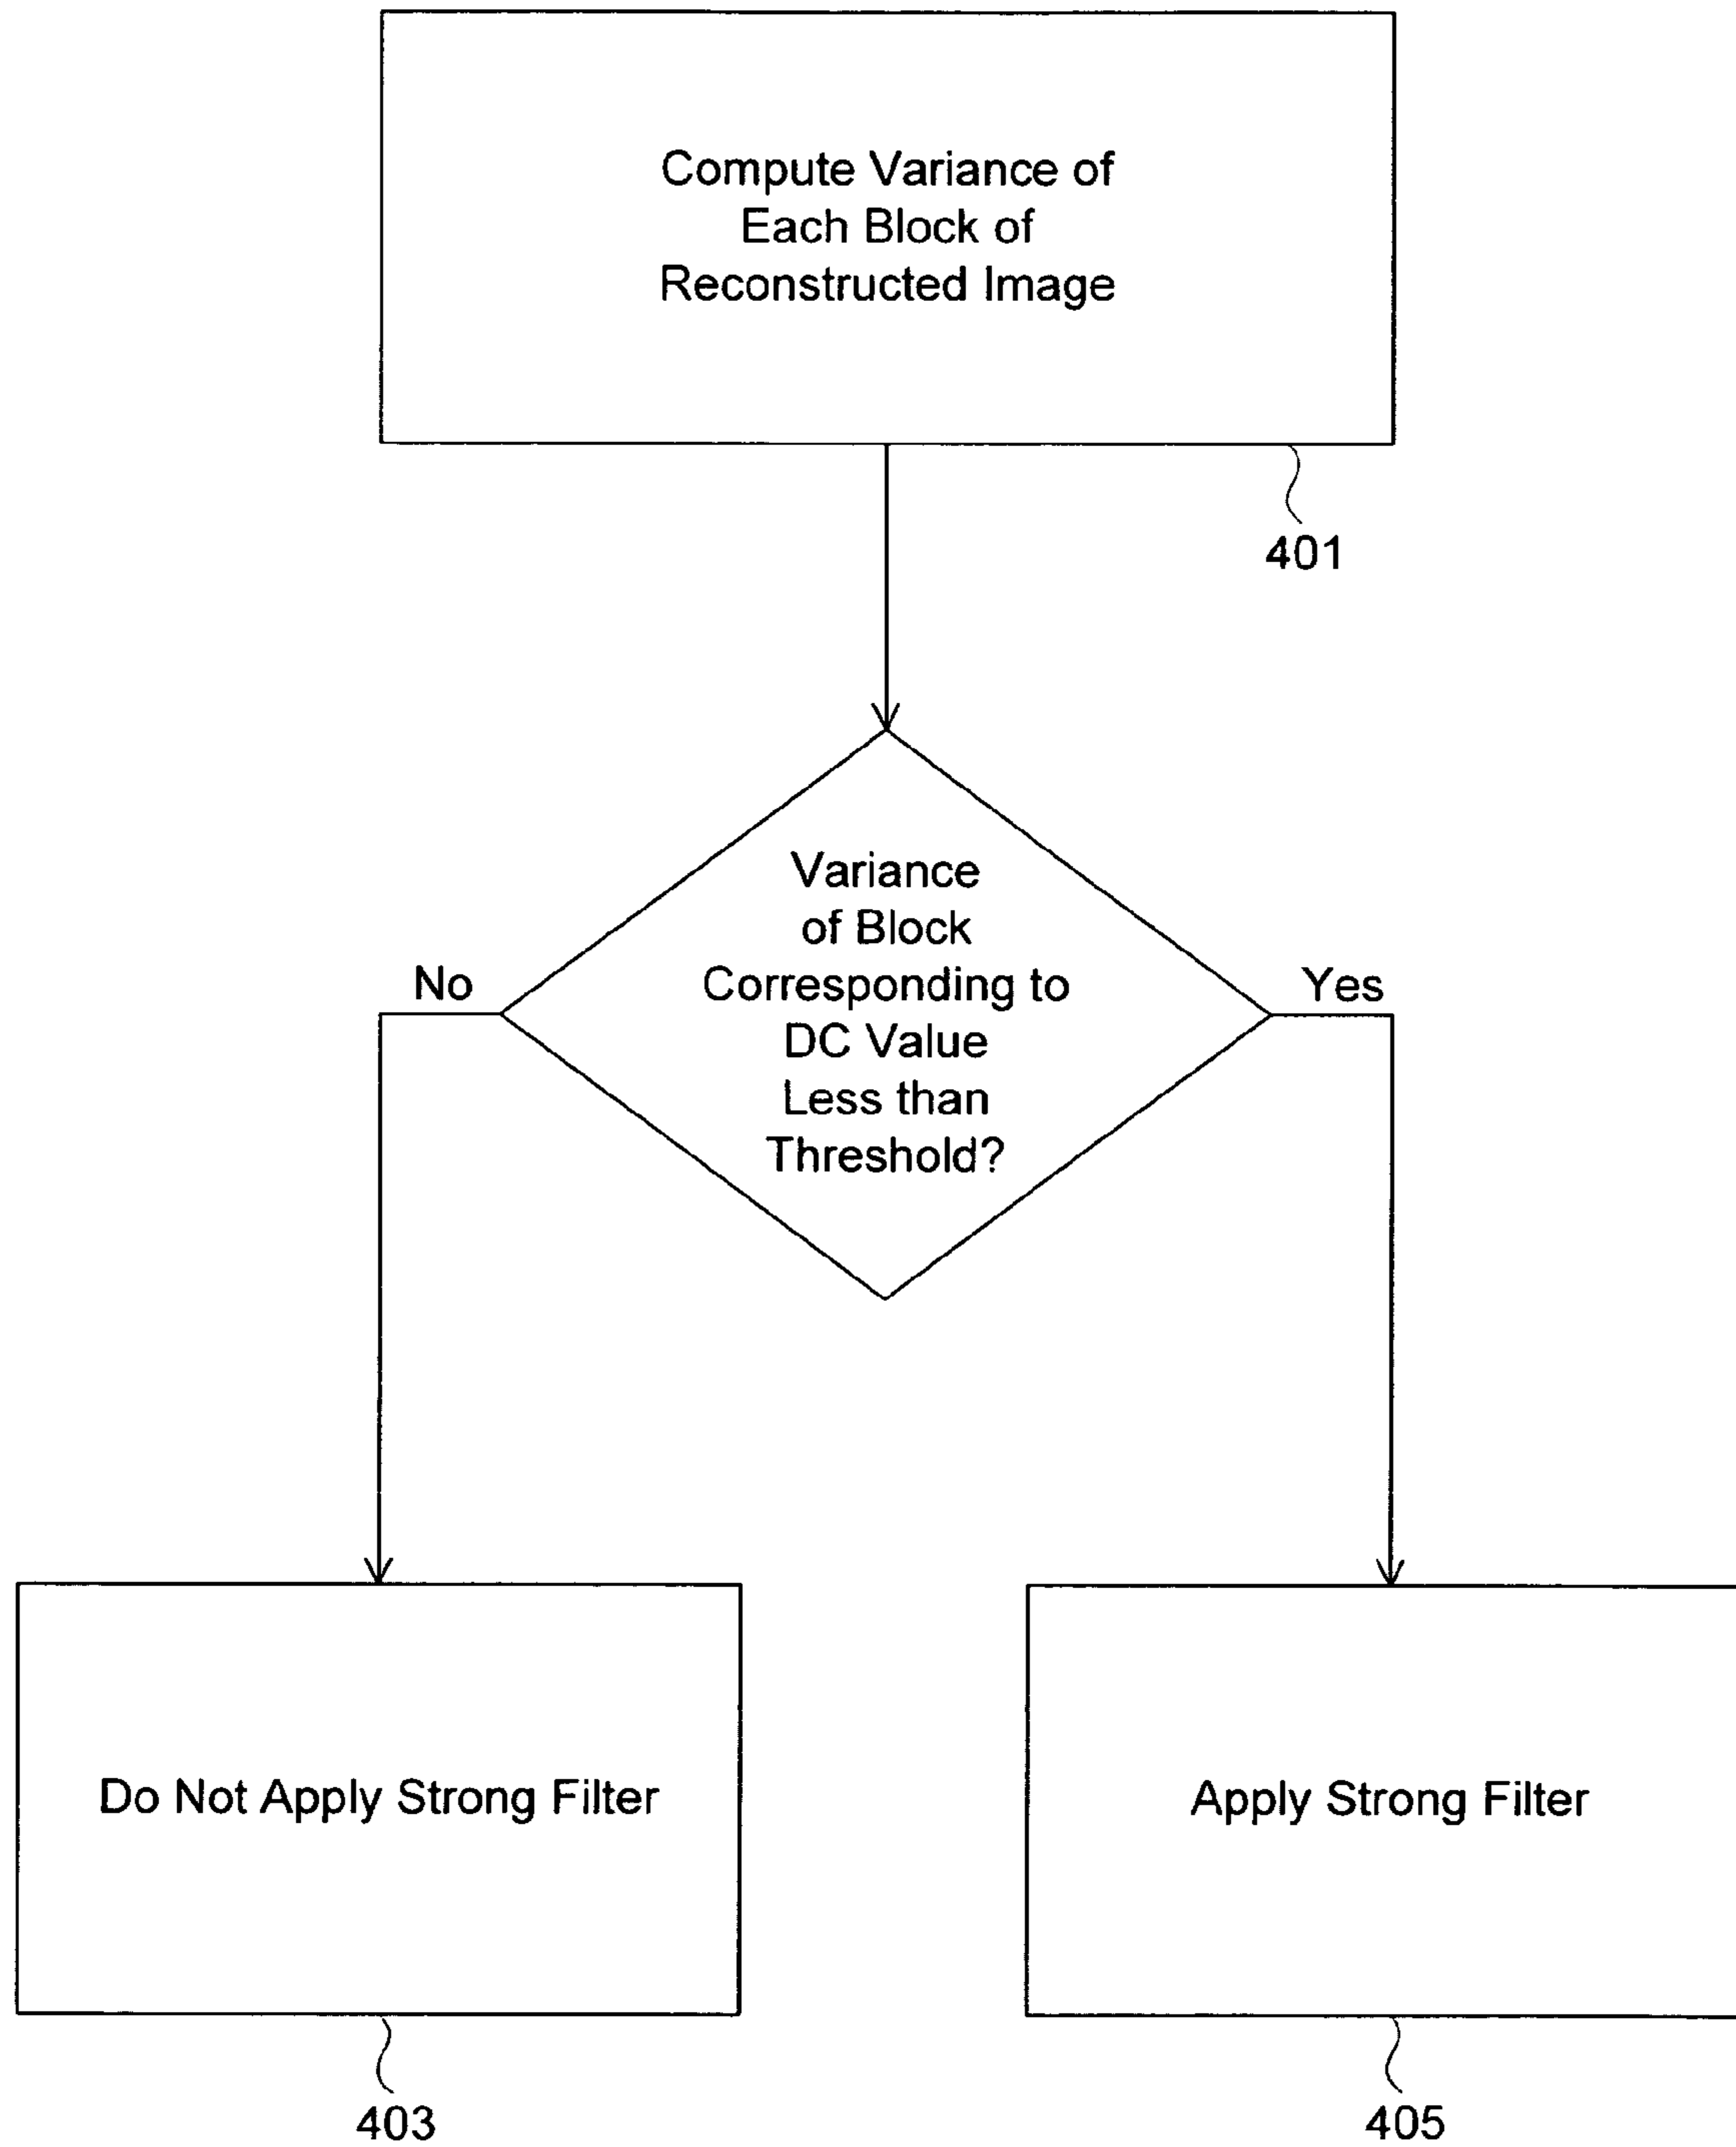 Compute Variance of
Each Block of
Reconstructed Image
401
Variance
of Block
Corresponding to
DC Value
Less than
Threshold?
No
Yes
Do Not Apply Strong Filter
Apply Strong Filter
403
405